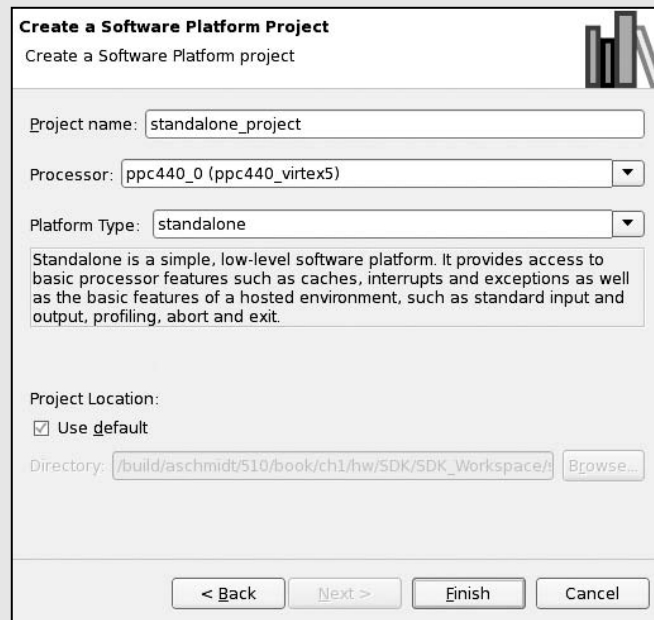 Create a Software Platform Project
Create a Software Platform project
Project name: standalone_project
Processor: ppc440_0 (ppc440_virtex5)
Platform Type: standalone
Standalone is a simple, low-level software platform. It provides access to
basic processor features such as caches, interrupts and exceptions as well
as the basic features of a hosted environment, such as standard input and
output, profiling, abort and exit.
Project Location:
Use default
Directory: /build/aschmidt/510/book/ch1/hw/SDK/SDK_Workspace/s Browse...
< Back Next > Finish Cancel